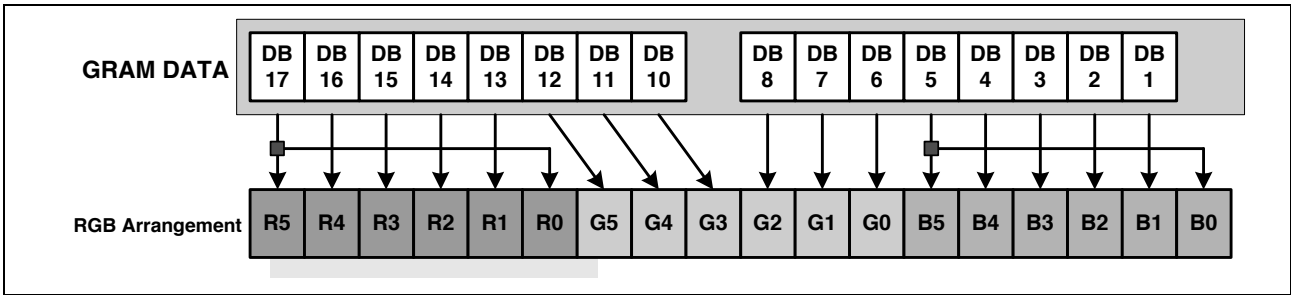 GRAM DATA
DB 17 DB 16 DB 15 DB 14 DB 13 DB 12 DB 11 DB 10 DB 8 DB 7 DB 6 DB 5 DB 4 DB 3 DB 2 DB 1
RGB Arrangement
R5 R4 R3 R2 R1 R0 G5 G4 G3 G2 G1 G0 B5 B4 B3 B2 B1 B0